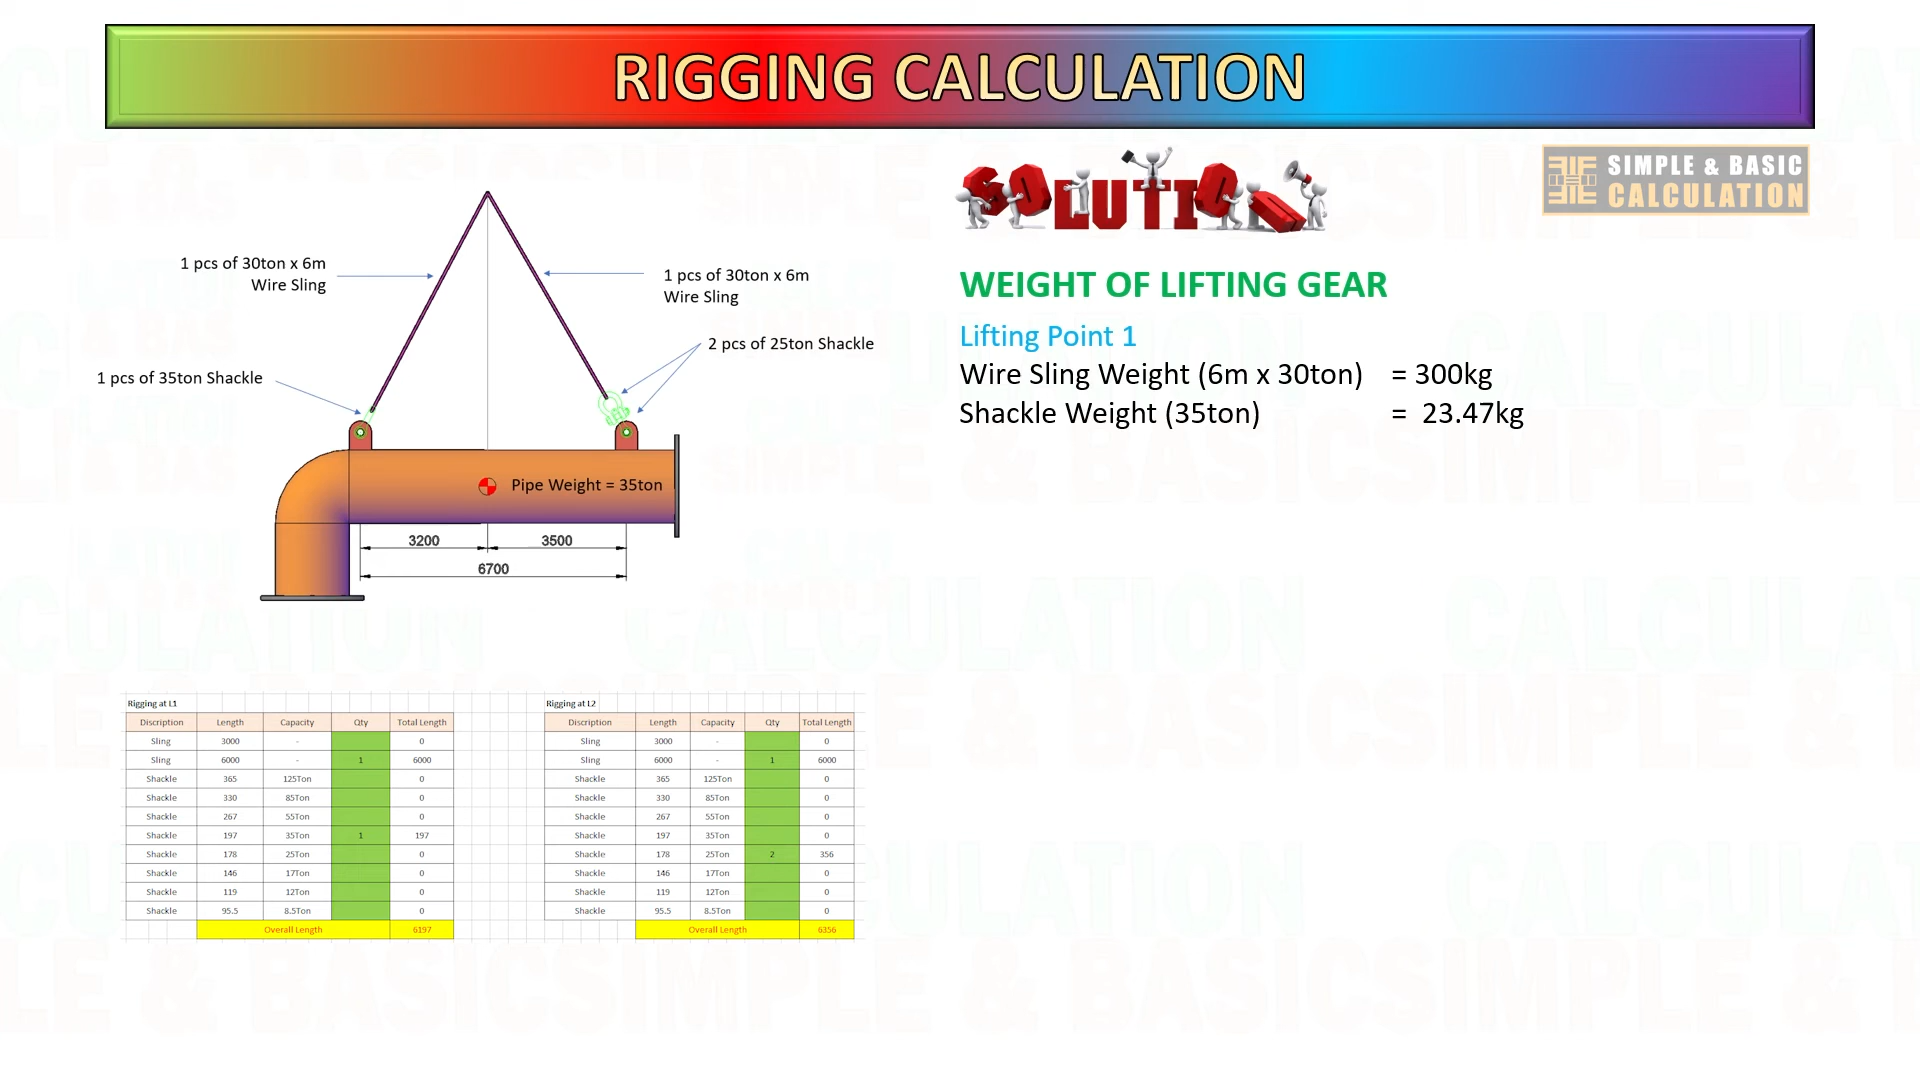 RIGGING CALCULATION
SOLUTION
SIMPLE & BASIC
CALCULATION
1 pcs of 30ton x 6m
Wire Sling
1 pcs of 30ton x 6m
Wire Sling
2 pcs of 25ton Shackle
1 pcs of 35ton Shackle
Pipe Weight = 35ton
3200 3500
6700
WEIGHT OF LIFTING GEAR
Lifting Point 1
Wire Sling Weight (6m x 30ton) = 300kg
Shackle Weight (35ton) = 23.47kg
Rigging at L1
Discription Length Capacity Qty Total Length
Sling 3000 - 0
Sling 6000 - 1 6000
Shackle 365 125Ton 0
Shackle 330 85Ton 0
Shackle 267 55Ton 0
Shackle 197 35Ton 1 197
Shackle 178 25Ton 0
Shackle 146 17Ton 0
Shackle 119 12Ton 0
Shackle 95.5 8.5Ton 0
Overall Length 6197
Rigging at L2
Discription Length Capacity Qty Total Length
Sling 3000 - 0
Sling 6000 - 1 6000
Shackle 365 125Ton 0
Shackle 330 85Ton 0
Shackle 267 55Ton 0
Shackle 197 35Ton 0
Shackle 178 25Ton 2 356
Shackle 146 17Ton 0
Shackle 119 12Ton 0
Shackle 95.5 8.5Ton 0
Overall Length 6356